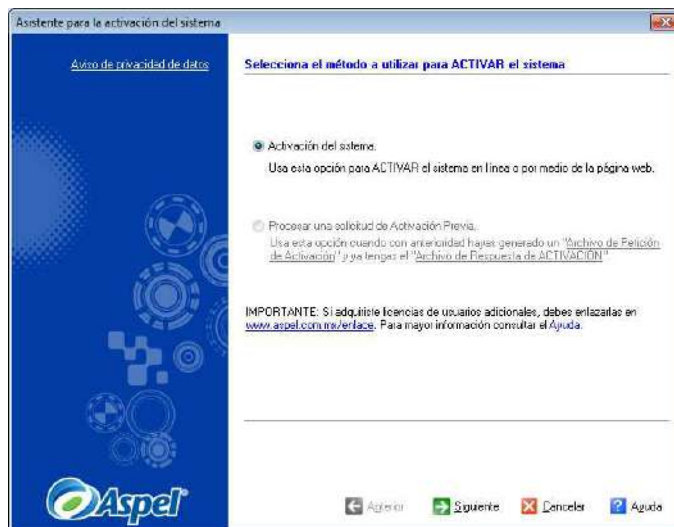 Asistente para la activación del sistema
Aviso de privacidad de datos
Selecciona el método a utilizar para ACTIVAR el sistema
Activación del sistema.
Usa esta opción para ACTIVAR el sistema en línea o por medio de la página web.
Procesar una solicitud de Activación Previa.
Usa esta opción cuando con anterioridad hayas generado un "Archivo de Petición
de Activación" y ya tengas el "Archivo de Respuesta de ACTIVACIÓN"
IMPORTANTE: Si adquiriste licencias de usuarios adicionales, debes enlazarlas en
www.aspel.com.mx/enlace. Para mayor información consultar el Ayuda.
Aspel
Anterior Siguiente Cancelar Ayuda